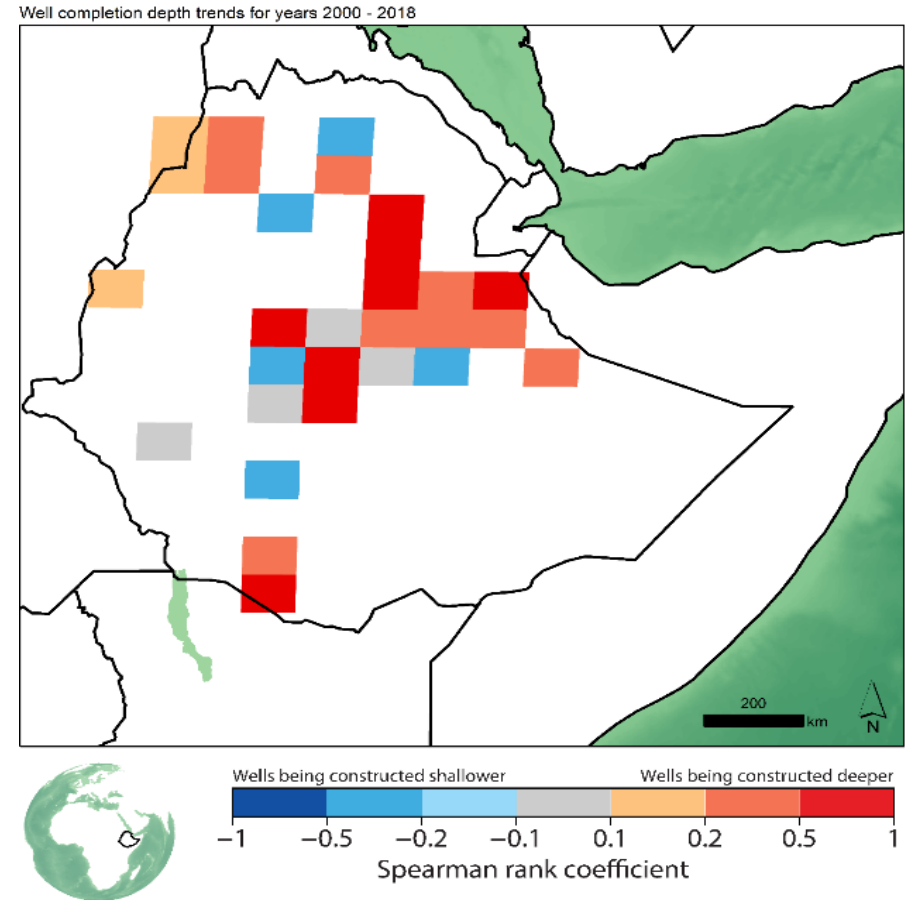 Well completion depth trends for years 2000 - 2018
200
km
N
Wells being constructed shallower Wells being constructed deeper
−1 −0.5 −0.2 −0.1 0.1 0.2 0.5 1
Spearman rank coefficient